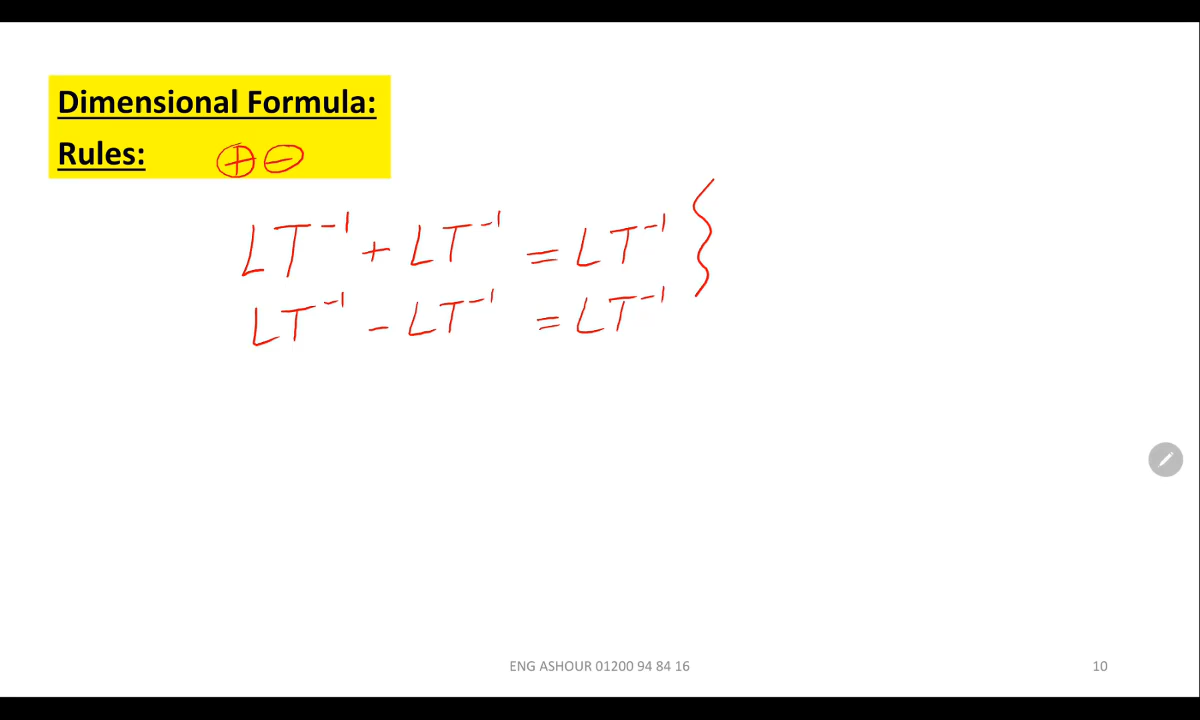 Dimensional Formula:
Rules: ⊕ ⊖
LT⁻¹ + LT⁻¹ = LT⁻¹ }
LT⁻¹ - LT⁻¹ = LT⁻¹
ENG ASHOUR 01200 94 84 16
10